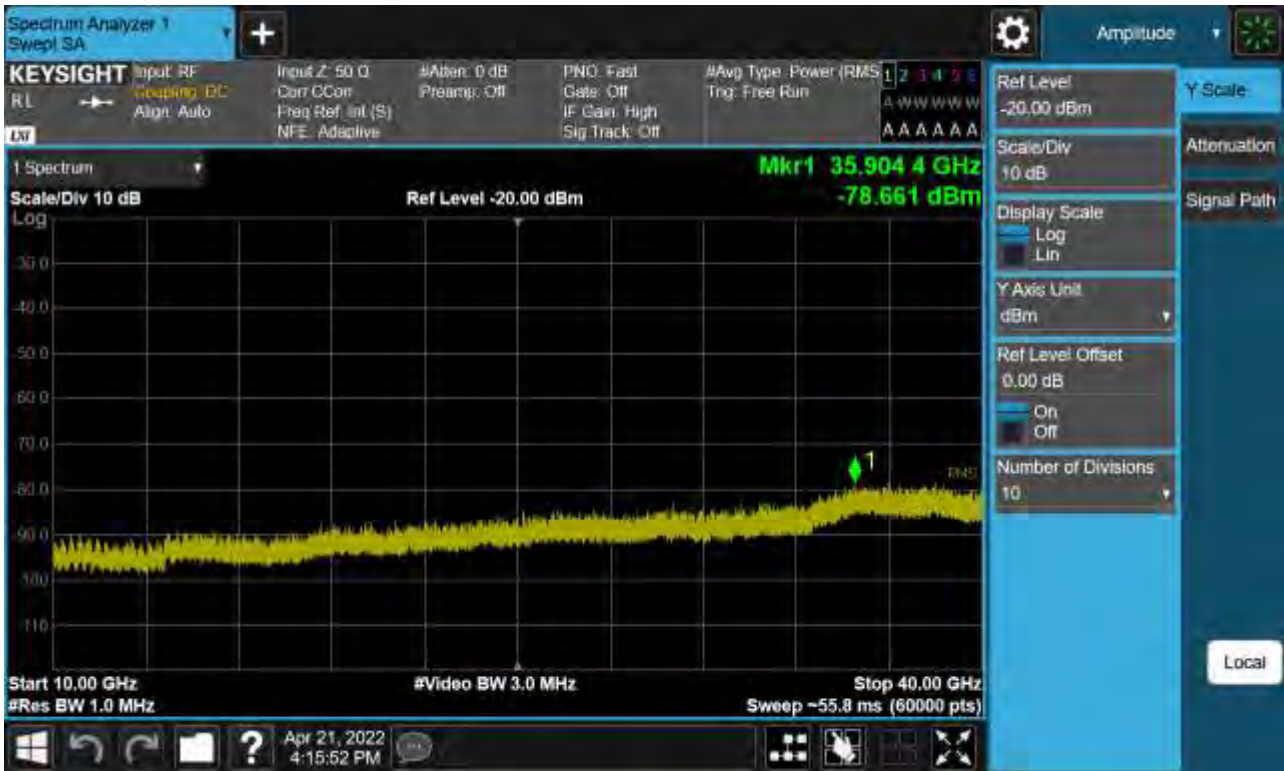 Spectrum Analyzer 1
Swept SA
Amplitude
KEYSIGHT
RL
Input: RF
Coupling: DC
Align: Auto
Input Z: 50 Ω
Corr CCorr
Freq Ref: Int (S)
NFE: Adaptive
#Atten: 0 dB
Preamp: Off
PNO: Fast
Gate: Off
IF Gain: High
Sig Track: Off
#Avg Type: Power (RMS
Trig: Free Run
1 2 3 4 5 6
A W W W W W
A A A A A A
1 Spectrum
Scale/Div 10 dB
Log
Ref Level -20.00 dBm
Mkr1 35.904 4 GHz
-78.661 dBm
-30.0
-40.0
-50.0
-60.0
-70.0
-80.0
-90.0
-100
-110
1
RMS
Start 10.00 GHz
#Res BW 1.0 MHz
#Video BW 3.0 MHz
Stop 40.00 GHz
Sweep ~55.8 ms (60000 pts)
Ref Level
-20.00 dBm
Scale/Div
10 dB
Display Scale
Log
Lin
Y Axis Unit
dBm
Ref Level Offset
0.00 dB
On
Off
Number of Divisions
10
Y Scale
Attenuation
Signal Path
Local
?
Apr 21, 2022
4:15:52 PM